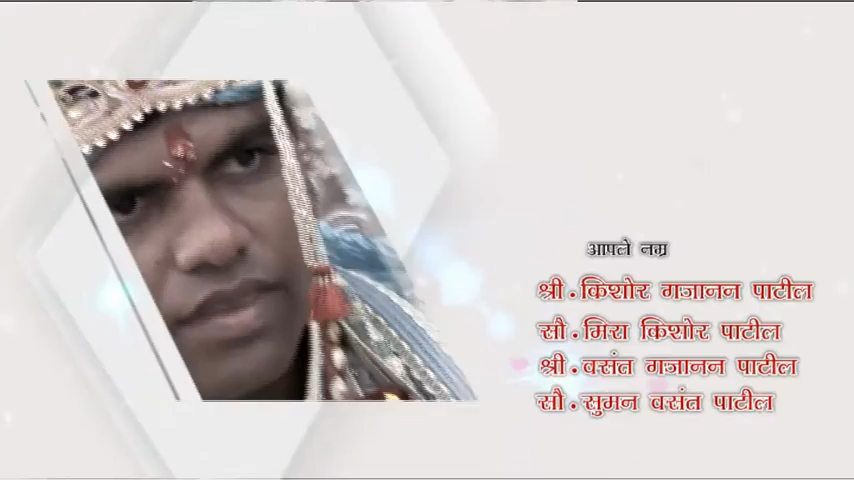 आपले नम्र
श्री . किशोर गजानन पाटील
सौ . मिरा किशोर पाटील
श्री . वसंत गजानन पाटील
सौ . सुमन वसंत पाटील